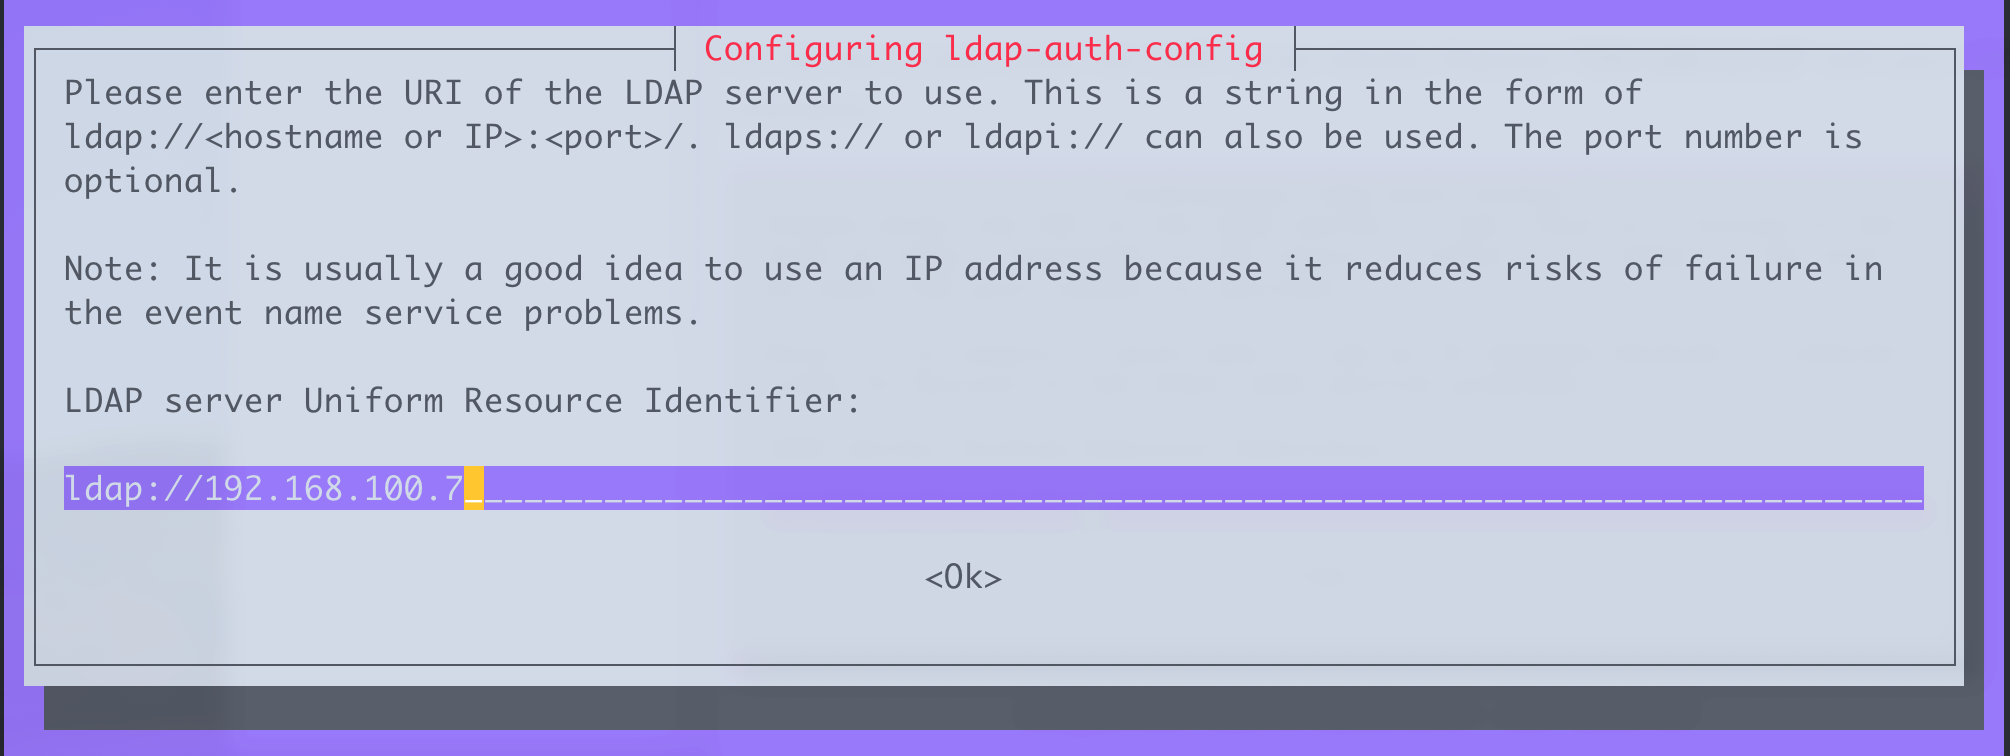 Configuring ldap-auth-config
Please enter the URI of the LDAP server to use. This is a string in the form of
ldap://<hostname or IP>:<port>/. ldaps:// or ldapi:// can also be used. The port number is
optional.
Note: It is usually a good idea to use an IP address because it reduces risks of failure in
the event name service problems.
LDAP server Uniform Resource Identifier:
ldap://192.168.100.7________________________________________________________________________
<Ok>